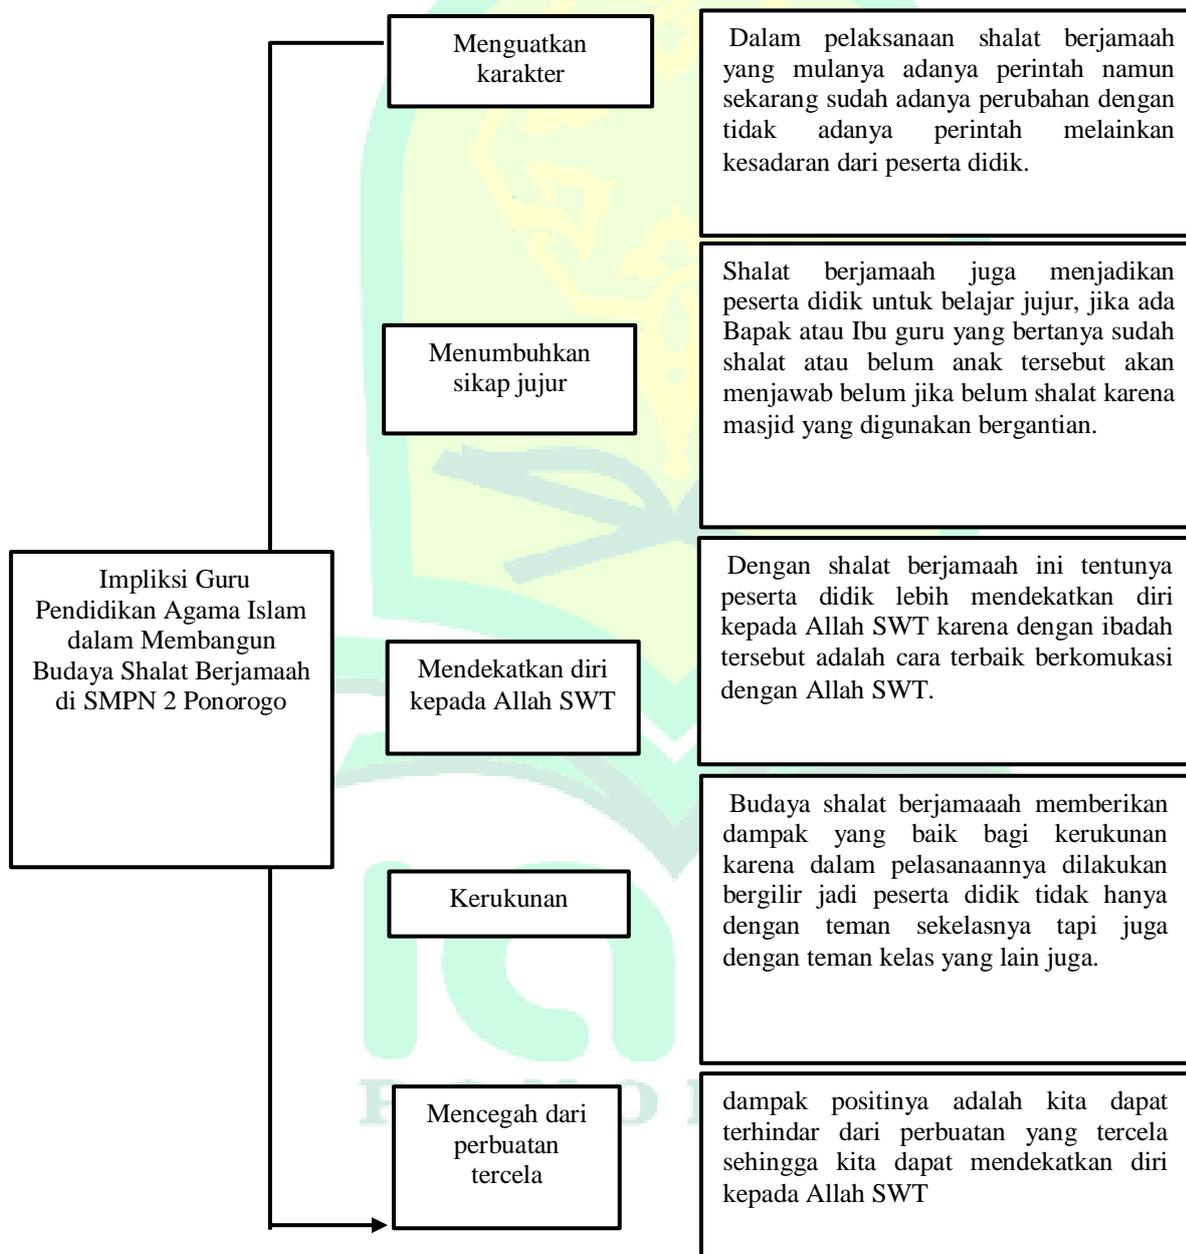 Menguatkan
karakter
Dalam pelaksanaan shalat berjamaah
yang mulanya adanya perintah namun
sekarang sudah adanya perubahan dengan
tidak adanya perintah melainkan
kesadaran dari peserta didik.
Menumbuhkan
sikap jujur
Shalat berjamaah juga menjadikan
peserta didik untuk belajar jujur, jika ada
Bapak atau Ibu guru yang bertanya sudah
shalat atau belum anak tersebut akan
menjawab belum jika belum shalat karena
masjid yang digunakan bergantian.
Impliksi Guru
Pendidikan Agama Islam
dalam Membangun
Budaya Shalat Berjamaah
di SMPN 2 Ponorogo
Mendekatkan diri
kepada Allah SWT
Dengan shalat berjamaah ini tentunya
peserta didik lebih mendekatkan diri
kepada Allah SWT karena dengan ibadah
tersebut adalah cara terbaik berkomukasi
dengan Allah SWT.
Kerukunan
Budaya shalat berjamaaah memberikan
dampak yang baik bagi kerukunan
karena dalam pelasanaannya dilakukan
bergilir jadi peserta didik tidak hanya
dengan teman sekelasnya tapi juga
dengan teman kelas yang lain juga.
Mencegah dari
perbuatan
tercela
dampak positinya adalah kita dapat
terhindar dari perbuatan yang tercela
sehingga kita dapat mendekatkan diri
kepada Allah SWT